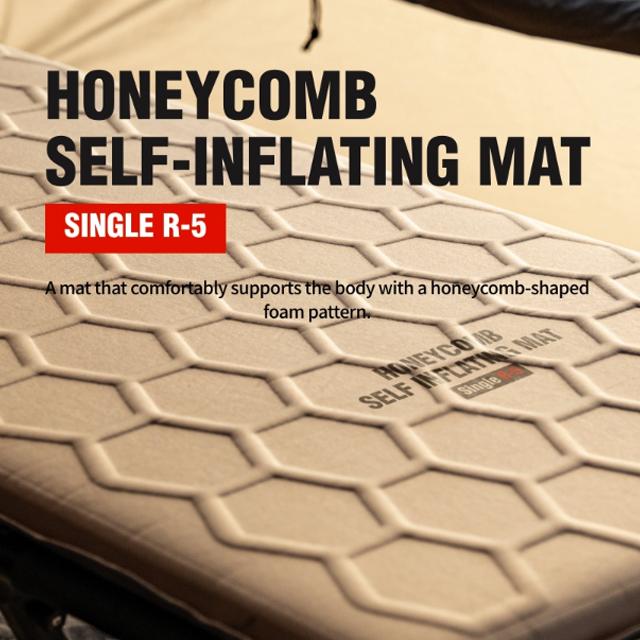 HONEYCOMB
SELF-INFLATING MAT
SINGLE R-5
A mat that comfortably supports the body with a honeycomb-shaped
foam pattern.
HONEYCOMB
SELF INFLATING MAT
Single R-5